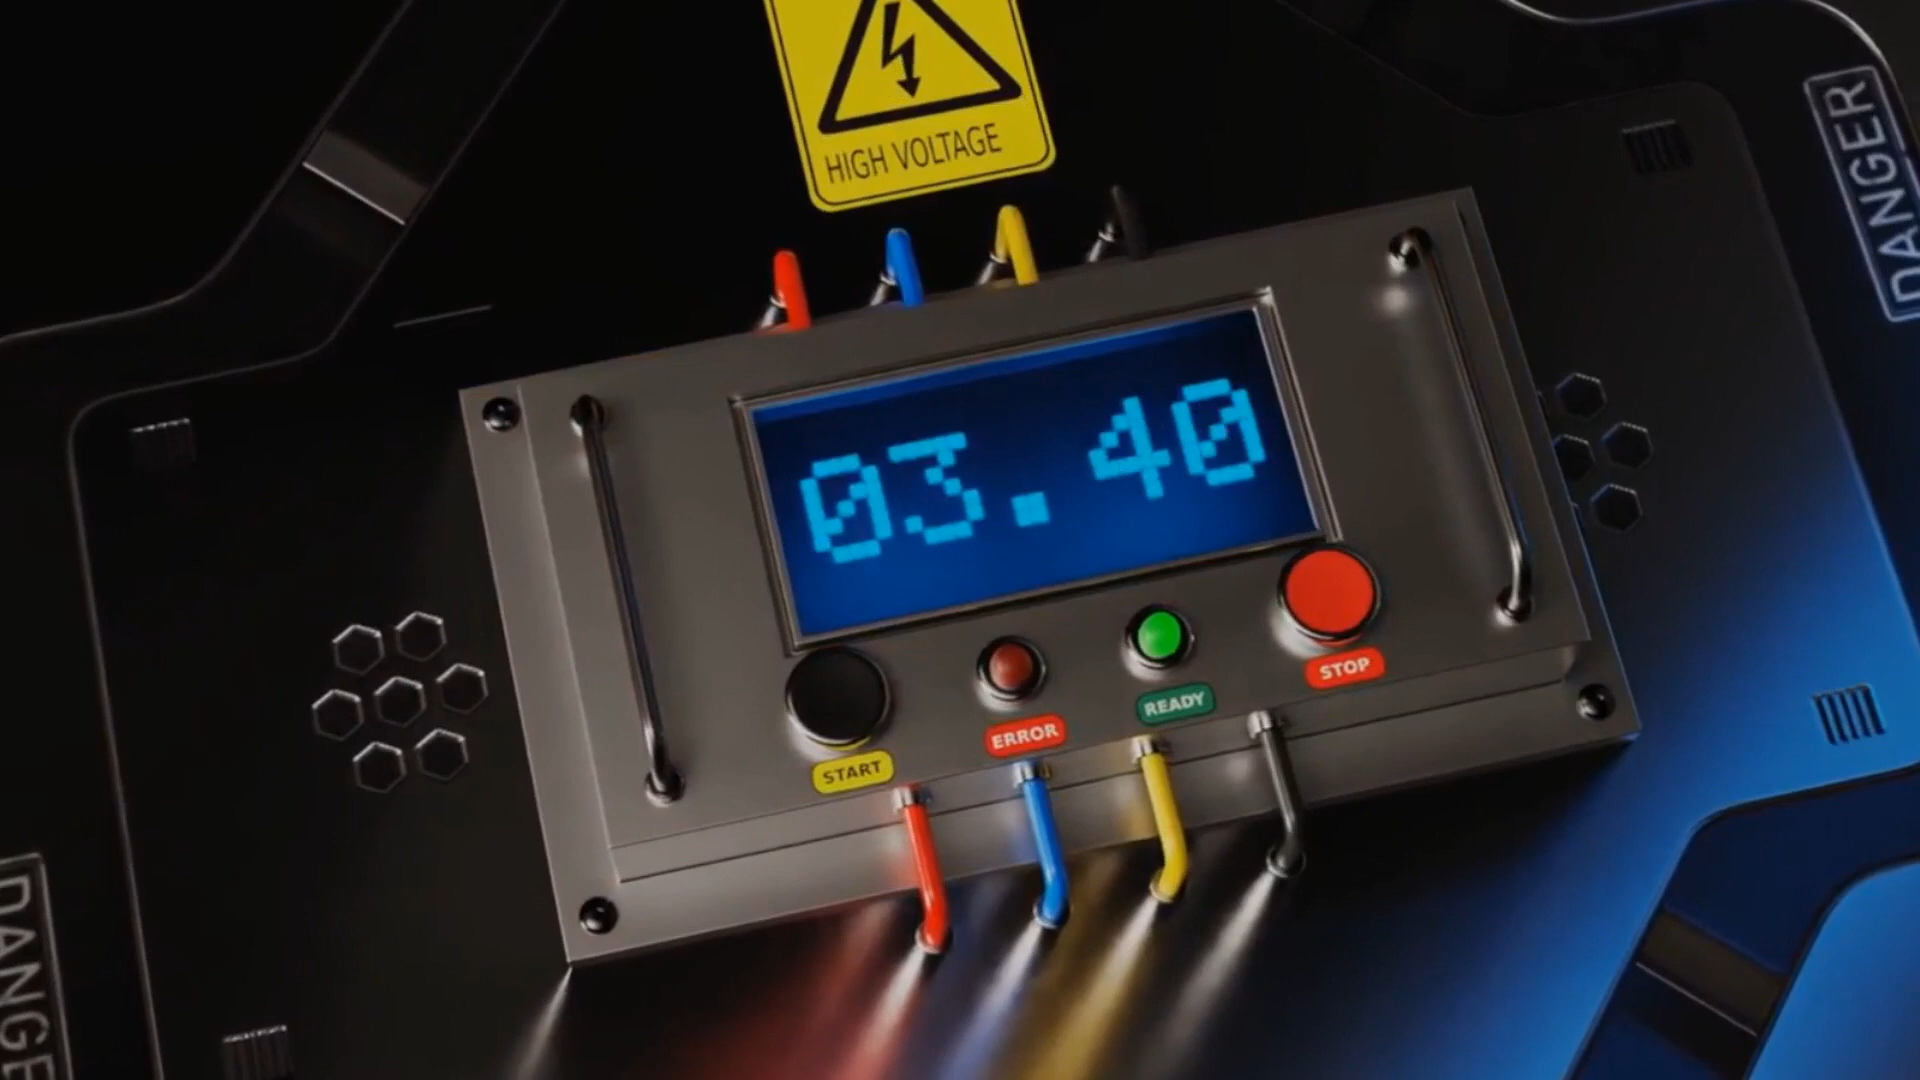 HIGH VOLTAGE
DANGER
03.40
START
ERROR
READY
STOP
DANGE